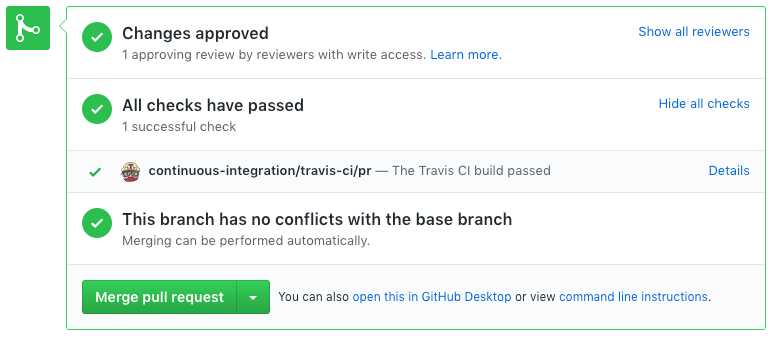 Changes approved
Show all reviewers
1 approving review by reviewers with write access. Learn more.
All checks have passed
Hide all checks
1 successful check
continuous-integration/travis-ci/pr — The Travis CI build passed
Details
This branch has no conflicts with the base branch
Merging can be performed automatically.
Merge pull request
You can also open this in GitHub Desktop or view command line instructions.